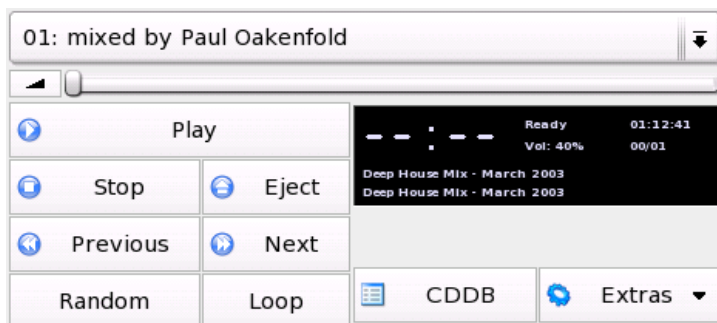 01: mixed by Paul Oakenfold
Play
Stop
Eject
Previous
Next
Random
Loop
--:--
Ready
01:12:41
Vol: 40%
00/01
Deep House Mix - March 2003
Deep House Mix - March 2003
CDDB
Extras